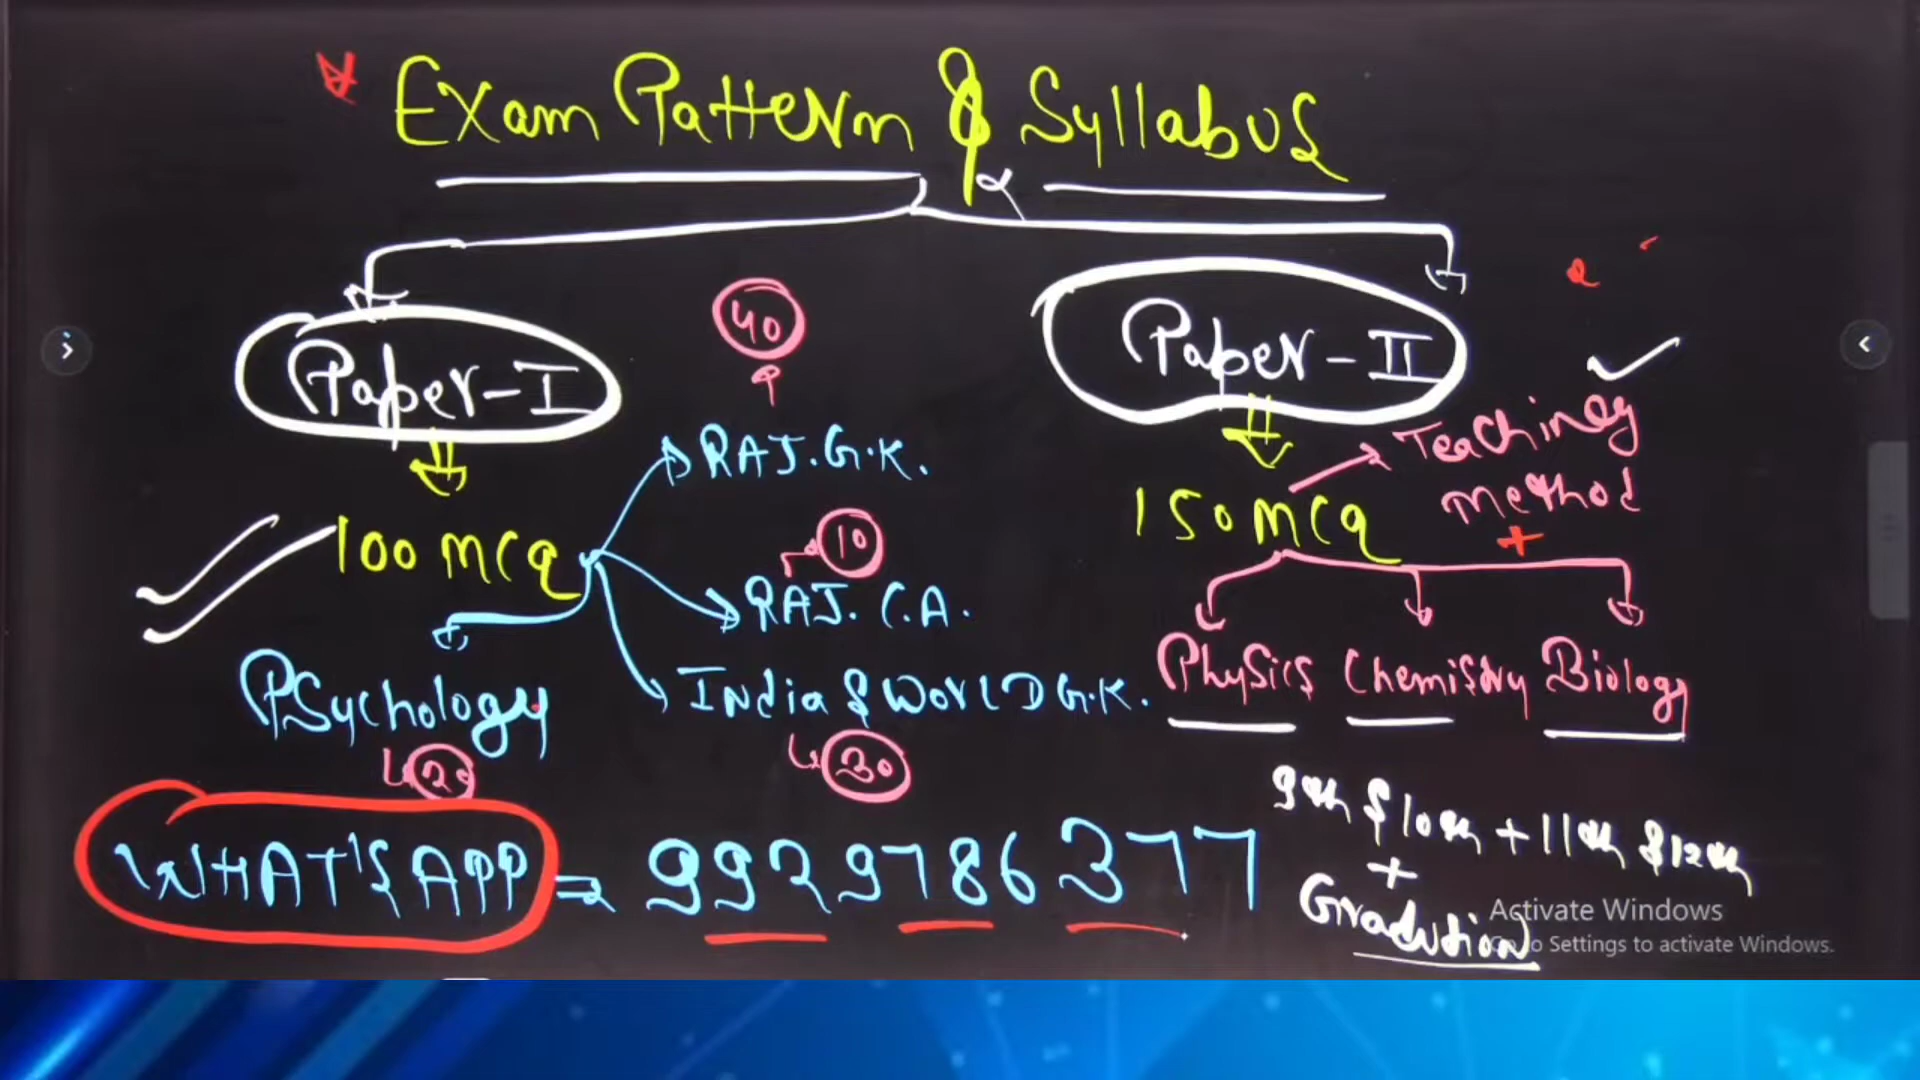 Exam Pattern & Syllabus
Paper-I
40
RAJ. G.K.
100 MCQ
10
RAJ. C.A.
Psychology
20
INdia & WORLD G.K.
30
Paper-II
150 MCQ
Teaching
method
+
Physics Chemistry Biology
9th & 10th + 11th & 12th
+
Gradution
WHAT'S APP ⇒ 9929786377
Activate Windows
Go to Settings to activate Windows.